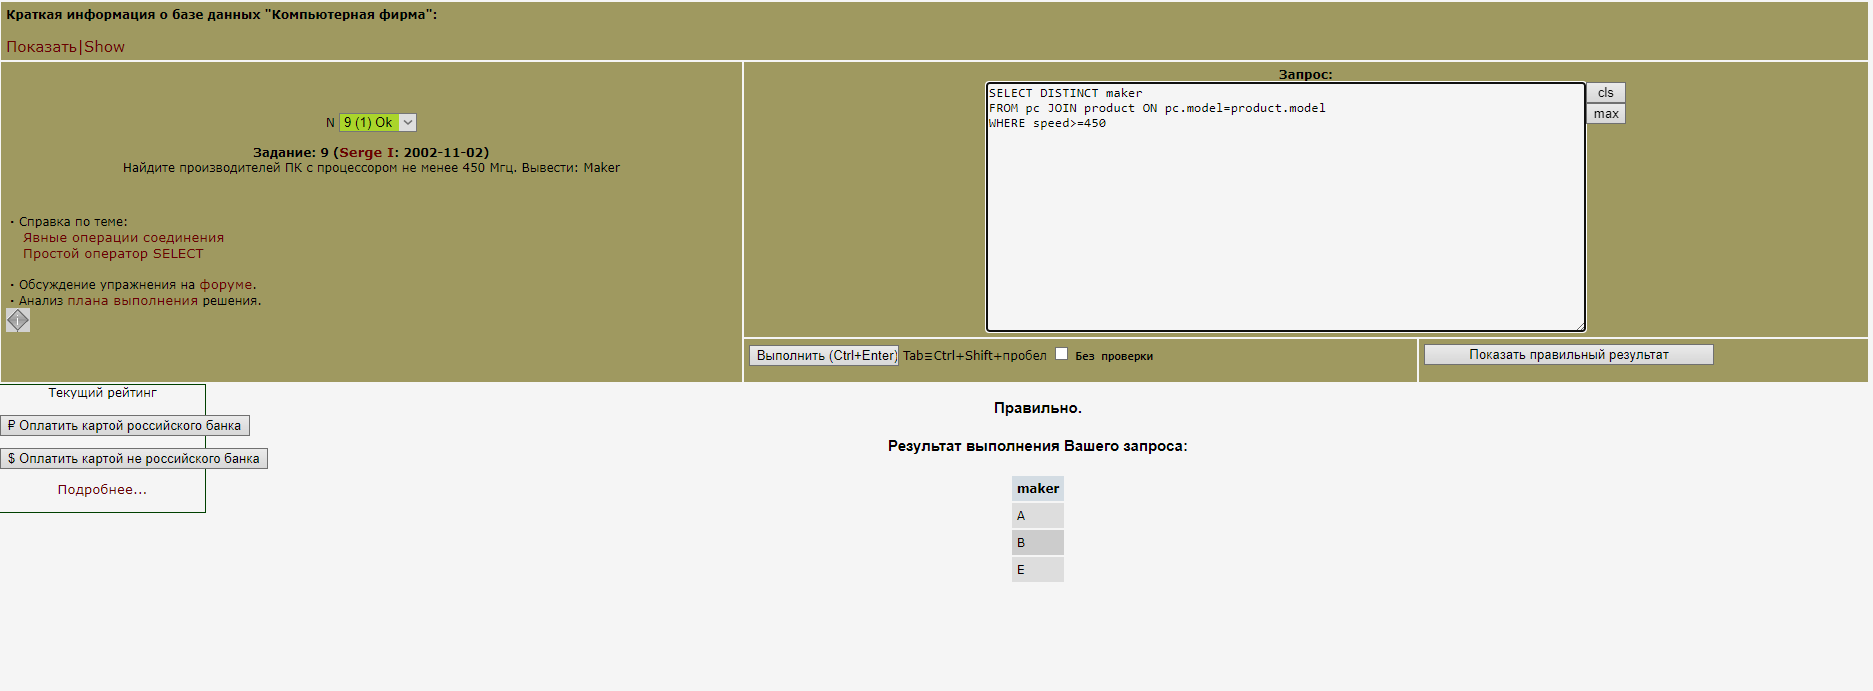 Краткая информация о базе данных "Компьютерная фирма":
Показать|Show
N 9 (1) Ok
Задание: 9 (Serge I: 2002-11-02)
Найдите производителей ПК с процессором не менее 450 Мгц. Вывести: Maker
· Справка по теме:
Явные операции соединения
Простой оператор SELECT
· Обсуждение упражнения на форуме.
· Анализ плана выполнения решения.
Запрос:
SELECT DISTINCT maker
FROM pc JOIN product ON pc.model=product.model
WHERE speed>=450
cls
max
Выполнить (Ctrl+Enter) Tab≡Ctrl+Shift+пробел Без проверки
Показать правильный результат
Текущий рейтинг
₽ Оплатить картой российского банка
$ Оплатить картой не российского банка
Подробнее...
Правильно.
Результат выполнения Вашего запроса:
maker
A
B
E